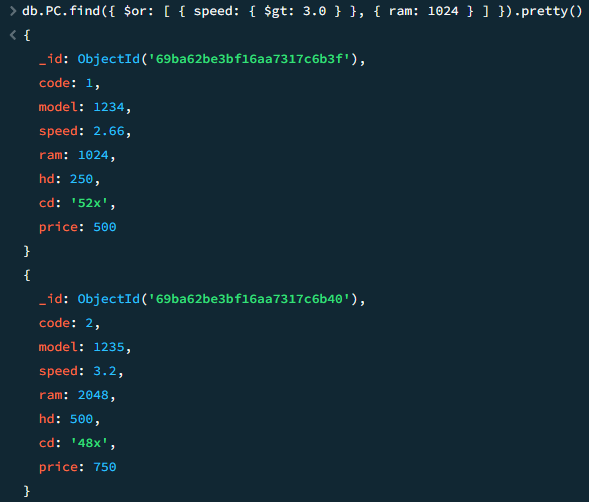 > db.PC.find({ $or: [ { speed: { $gt: 3.0 } }, { ram: 1024 } ] }).pretty()
< {
_id: ObjectId('69ba62be3bf16aa7317c6b3f'),
code: 1,
model: 1234,
speed: 2.66,
ram: 1024,
hd: 250,
cd: '52x',
price: 500
}
{
_id: ObjectId('69ba62be3bf16aa7317c6b40'),
code: 2,
model: 1235,
speed: 3.2,
ram: 2048,
hd: 500,
cd: '48x',
price: 750
}